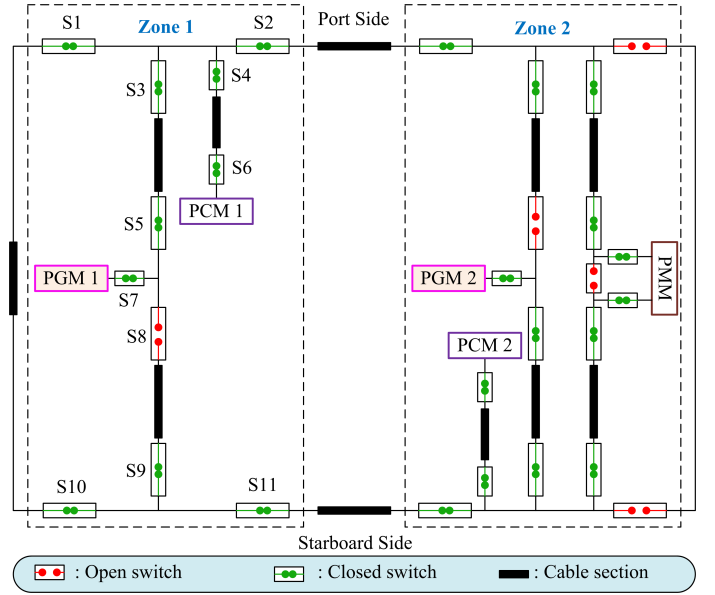 Port Side
S1
Zone 1
S2
Zone 2
S3
S4
S6
PCM 1
S5
PGM 1
S7
PGM 2
PMM
S8
PCM 2
S9
S10
S11
Starboard Side
: Open switch
: Closed switch
: Cable section